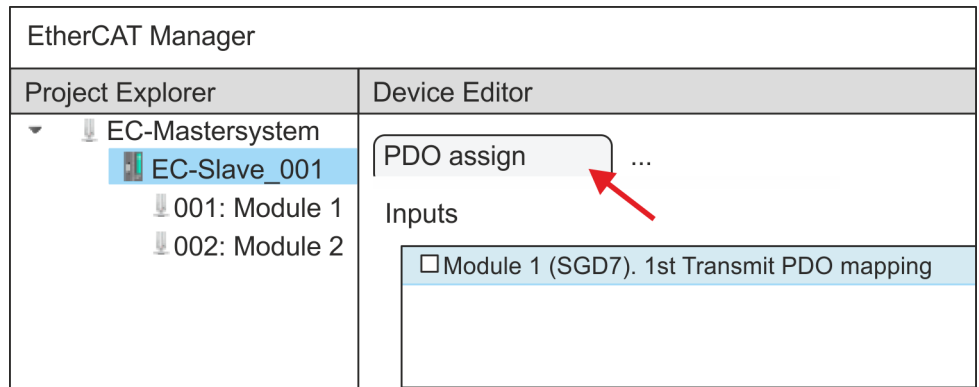 EtherCAT Manager
Project Explorer
Device Editor
EC-Mastersystem
EC-Slave_001
001: Module 1
002: Module 2
PDO assign
...
Inputs
Module 1 (SGD7). 1st Transmit PDO mapping